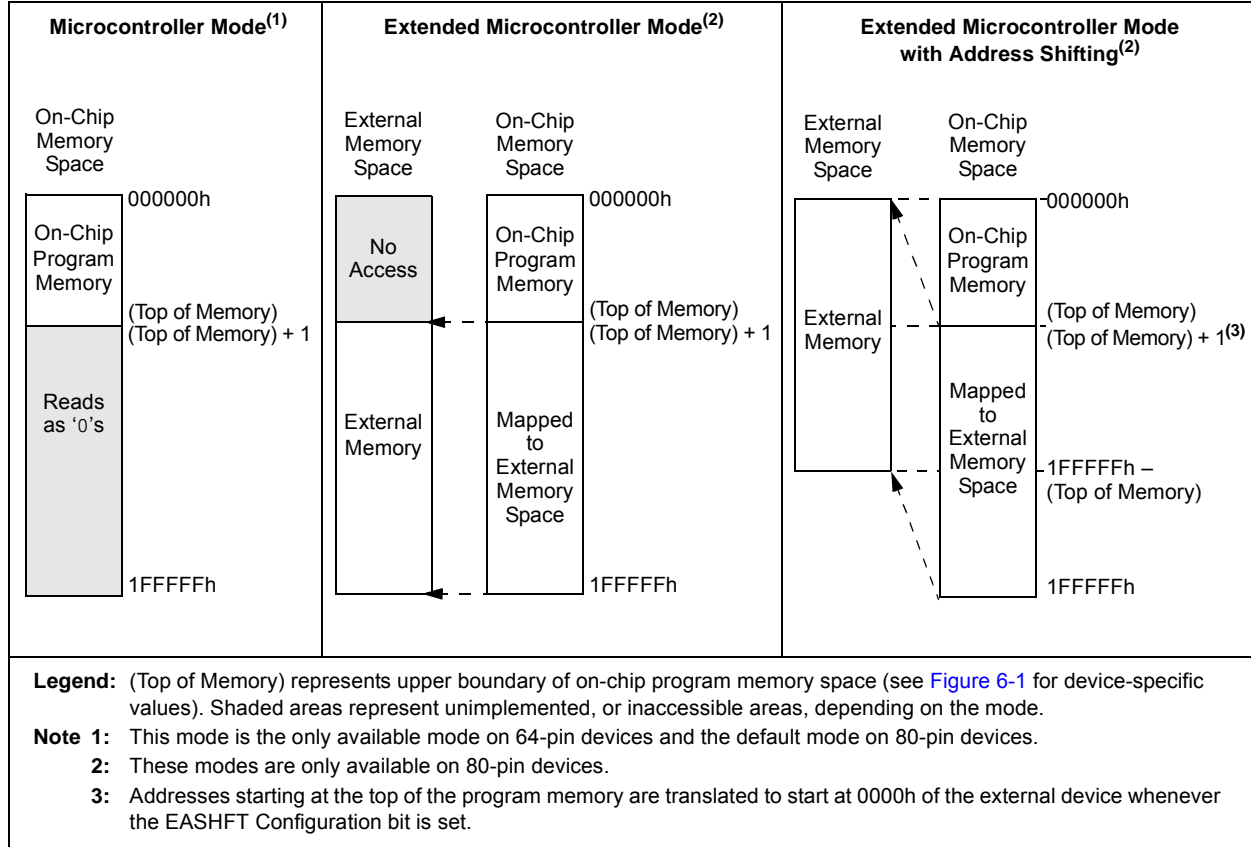 Microcontroller Mode(1)
On-Chip
Memory
Space
000000h
On-Chip
Program
Memory
(Top of Memory)
(Top of Memory) + 1
Reads
as ‘0’s
1FFFFFh
Extended Microcontroller Mode(2)
External
Memory
Space
On-Chip
Memory
Space
000000h
No
Access
On-Chip
Program
Memory
(Top of Memory)
(Top of Memory) + 1
External
Memory
Mapped
to
External
Memory
Space
1FFFFFh
Extended Microcontroller Mode
with Address Shifting(2)
External
Memory
Space
On-Chip
Memory
Space
000000h
On-Chip
Program
Memory
External
Memory
(Top of Memory)
(Top of Memory) + 1(3)
Mapped
to
External
Memory
Space
1FFFFFh –
(Top of Memory)
1FFFFFh
Legend: (Top of Memory) represents upper boundary of on-chip program memory space (see Figure 6-1 for device-specific
values). Shaded areas represent unimplemented, or inaccessible areas, depending on the mode.
Note 1: This mode is the only available mode on 64-pin devices and the default mode on 80-pin devices.
2: These modes are only available on 80-pin devices.
3: Addresses starting at the top of the program memory are translated to start at 0000h of the external device whenever
the EASHFT Configuration bit is set.